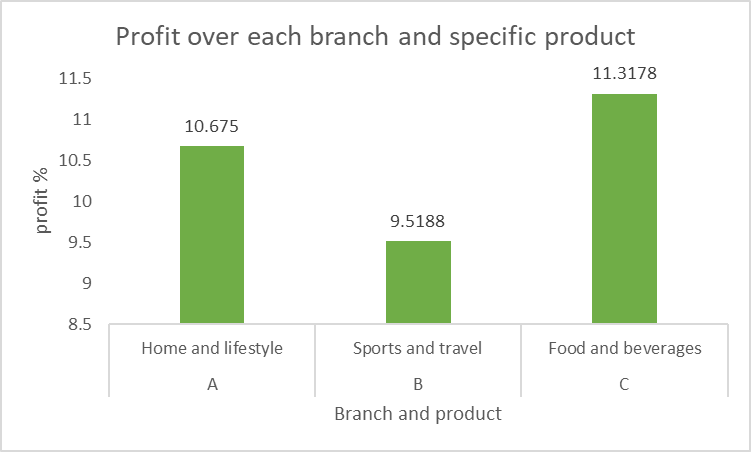 Profit over each branch and specific product
profit %
11.5
11
10.5
10
9.5
9
8.5
10.675
9.5188
11.3178
Home and lifestyle
Sports and travel
Food and beverages
A
B
C
Branch and product